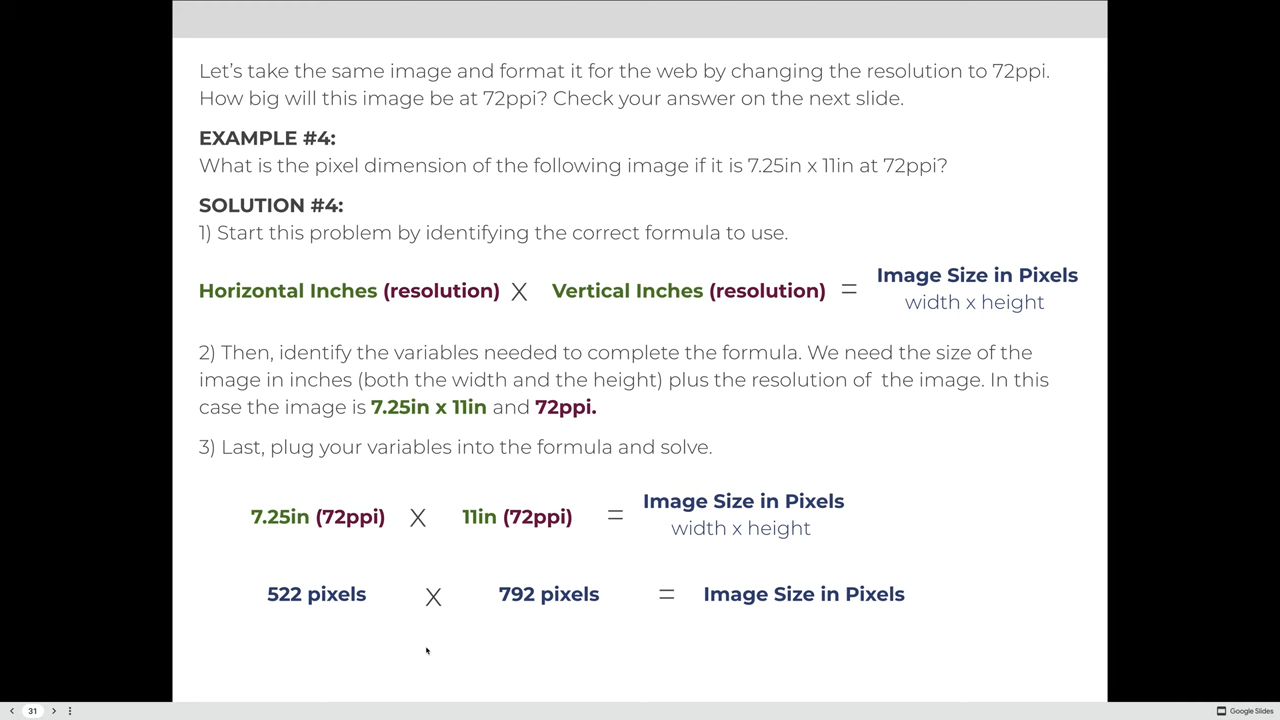 Let's take the same image and format it for the web by changing the resolution to 72ppi.
How big will this image be at 72ppi? Check your answer on the next slide.
EXAMPLE #4:
What is the pixel dimension of the following image if it is 7.25in x 11in at 72ppi?
SOLUTION #4:
1) Start this problem by identifying the correct formula to use.
Horizontal Inches (resolution) X Vertical Inches (resolution) = Image Size in Pixels
width x height
2) Then, identify the variables needed to complete the formula. We need the size of the
image in inches (both the width and the height) plus the resolution of  the image. In this
case the image is 7.25in x 11in and 72ppi.
3) Last, plug your variables into the formula and solve.
7.25in (72ppi) X 11in (72ppi) = Image Size in Pixels
width x height
522 pixels X 792 pixels = Image Size in Pixels
31 Google Slides